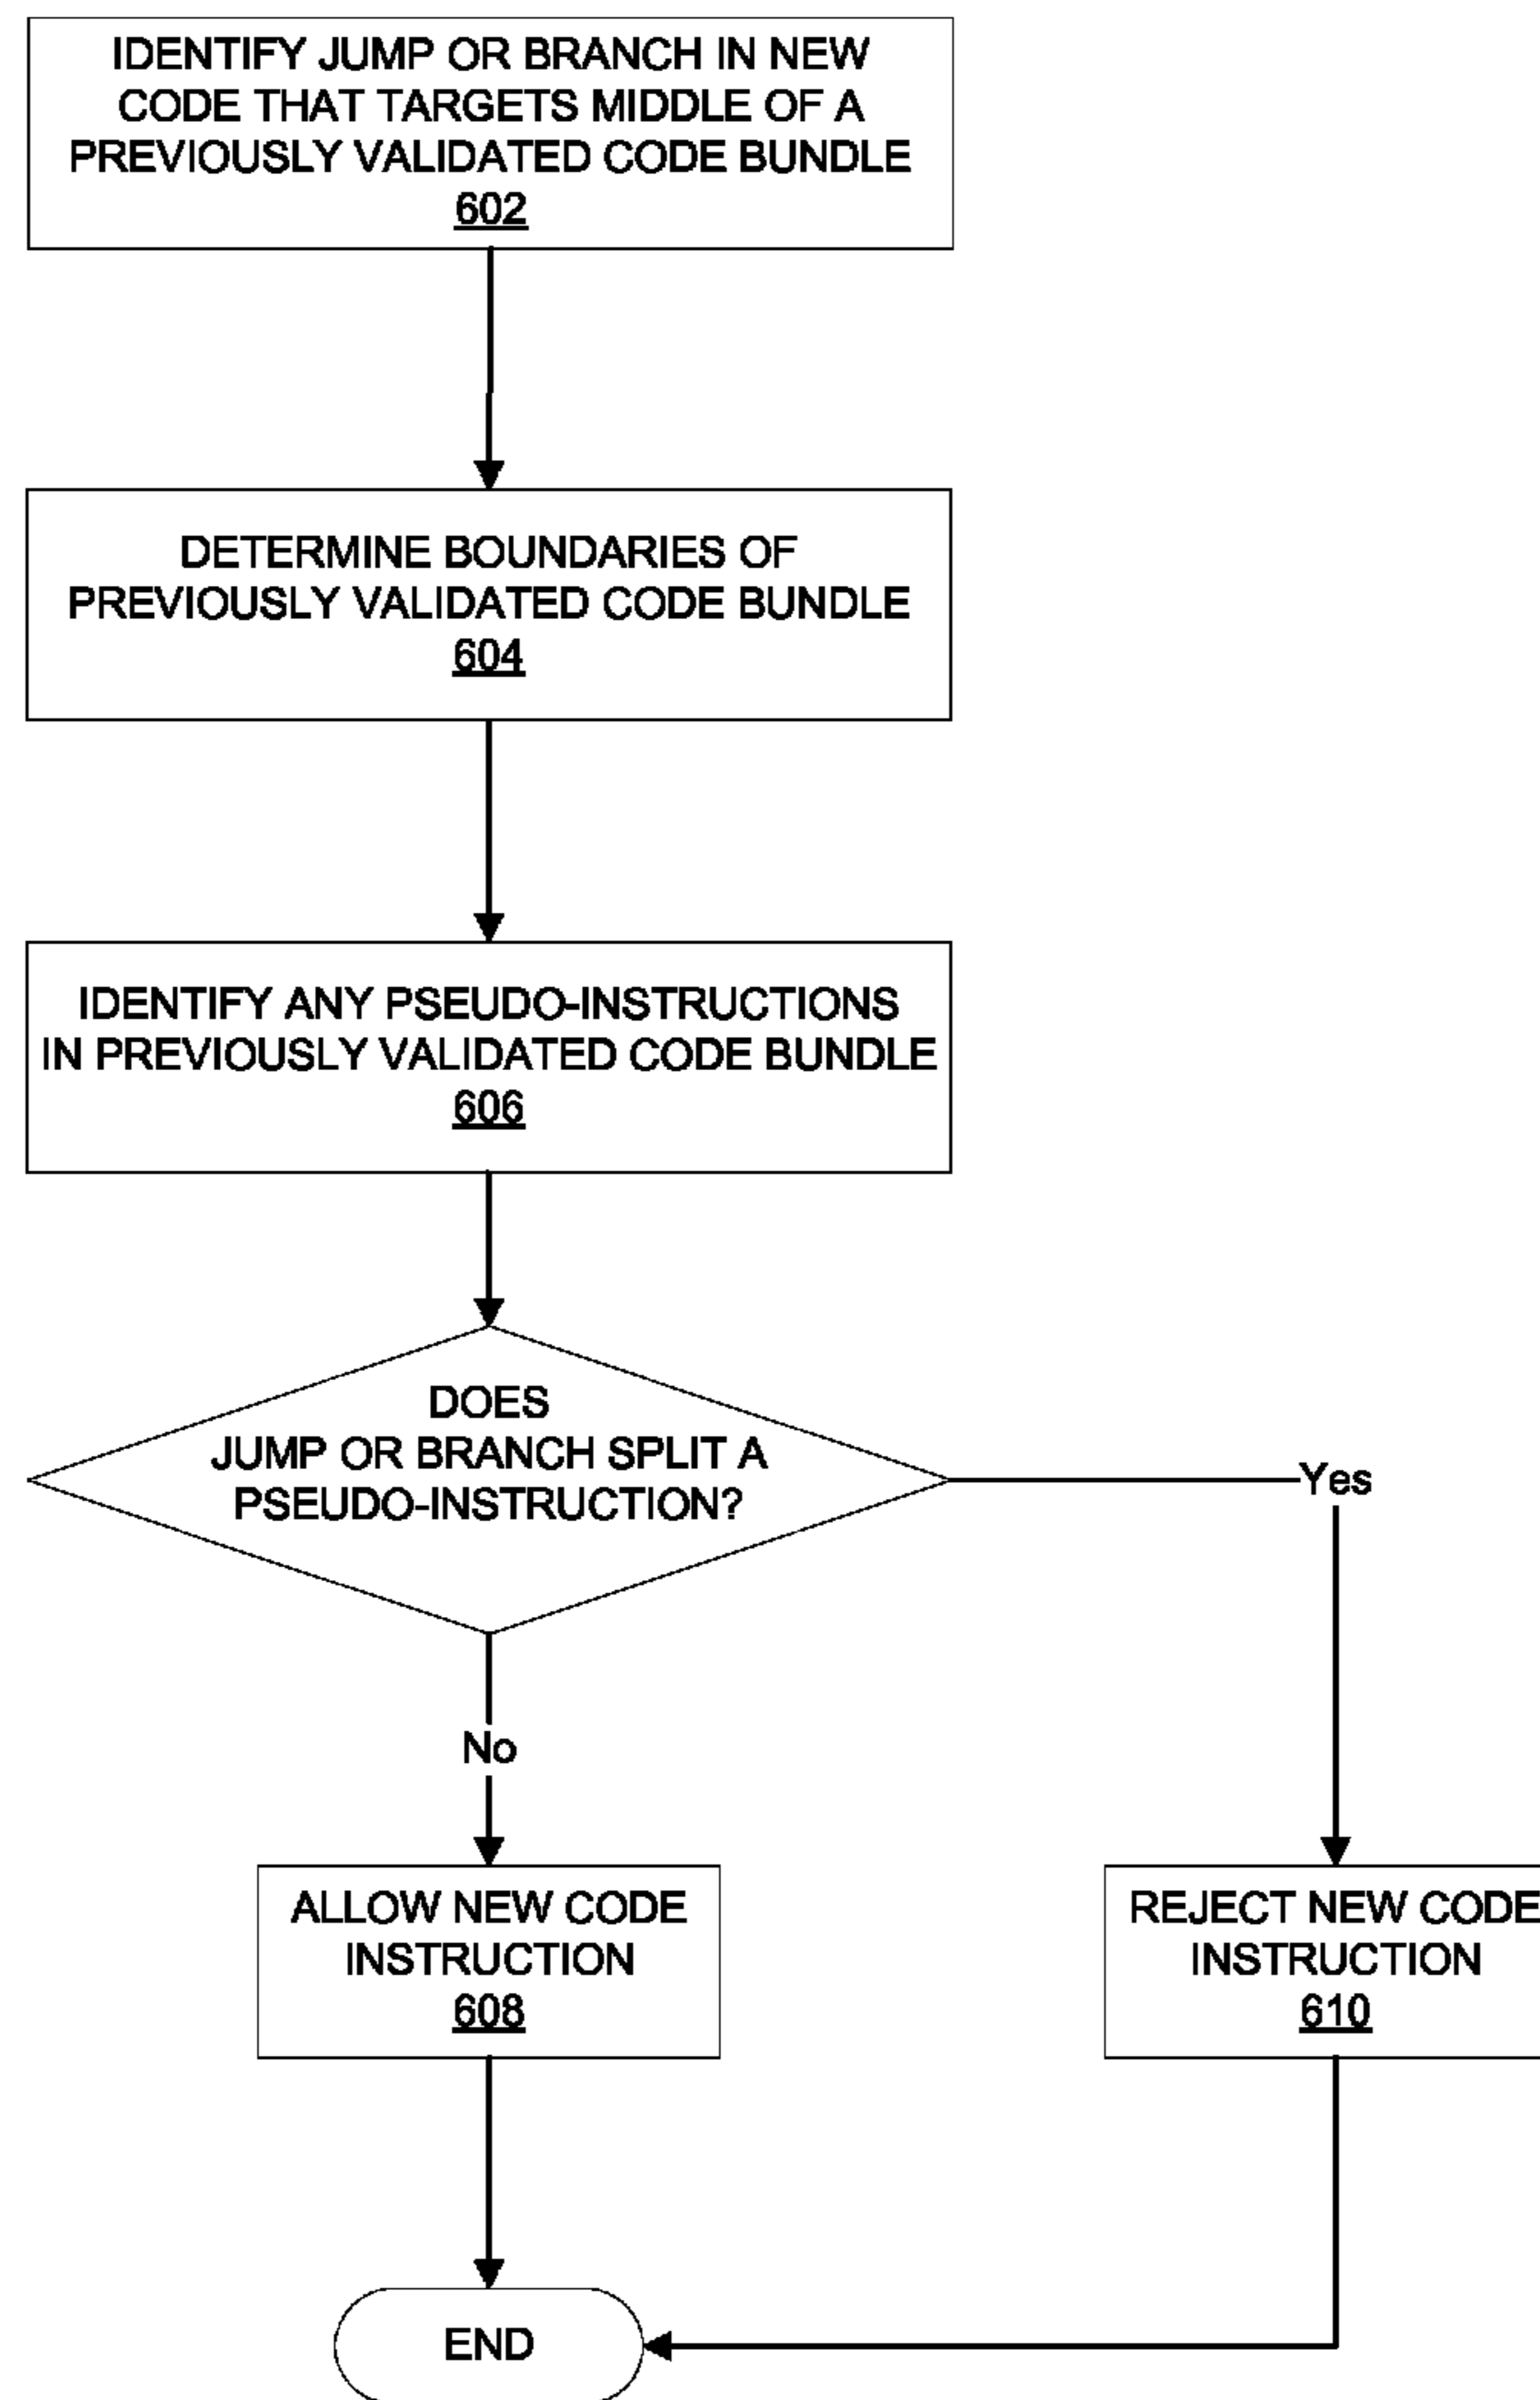 IDENTIFY JUMP OR BRANCH IN NEW
CODE THAT TARGETS MIDDLE OF A
PREVIOUSLY VALIDATED CODE BUNDLE
602
DETERMINE BOUNDARIES OF
PREVIOUSLY VALIDATED CODE BUNDLE
604
IDENTIFY ANY PSEUDO-INSTRUCTIONS
IN PREVIOUSLY VALIDATED CODE BUNDLE
606
DOES
JUMP OR BRANCH SPLIT A
PSEUDO-INSTRUCTION?
Yes
No
ALLOW NEW CODE
INSTRUCTION
608
REJECT NEW CODE
INSTRUCTION
610
END